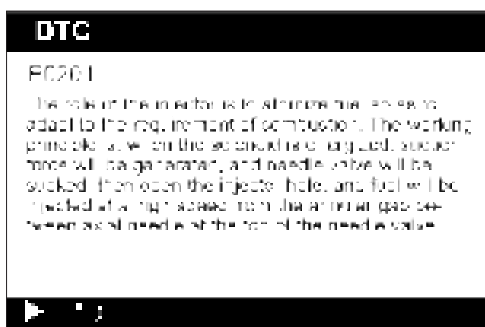 DTC
P0201
The role of the injector is to atomize fuel so as to
adapt to the requirement of combustion. The working
principle is when the solenoid is energized, suction
force will be generated, and needle valve will be
sucked, then open the injector hole, and fuel will be
injected at a high speed from the annular gap be-
tween axial needle at the top of the needle valve